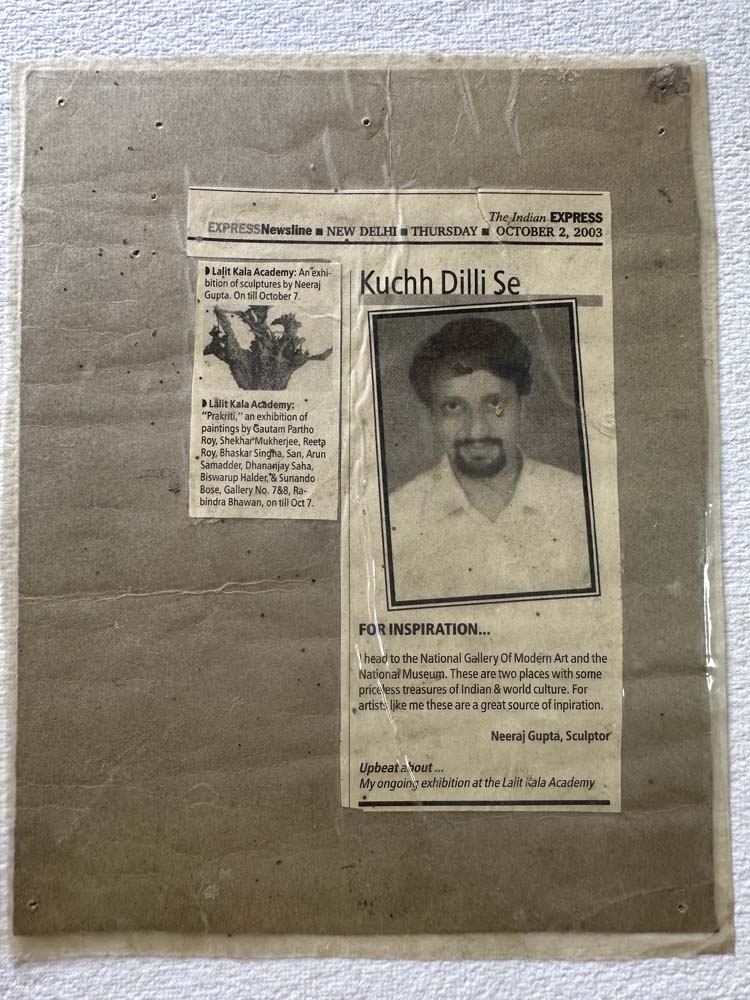 The Indian EXPRESS
EXPRESSNewsline ■ NEW DELHI ■ THURSDAY ■ OCTOBER 2, 2003
Lalit Kala Academy: An exhi-
bition of sculptures by Neeraj
Gupta. On till October 7.
Lalit Kala Academy:
"Prakriti," an exhibition of
paintings by Gautam Partho
Roy, Shekhar Mukherjee, Reeta
Roy, Bhaskar Singha, San, Arun
Samadder, Dhananjay Saha,
Biswarup Halder, & Sunando
Bose, Gallery No. 7&8, Ra-
bindra Bhawan, on till Oct 7.
Kuchh Dilli Se
FOR INSPIRATION...
I head to the National Gallery Of Modern Art and the
National Museum. These are two places with some
priceless treasures of Indian & world culture. For
artists like me these are a great source of inpiration.
Neeraj Gupta, Sculptor
Upbeat about ...
My ongoing exhibition at the Lalit Kala Academy